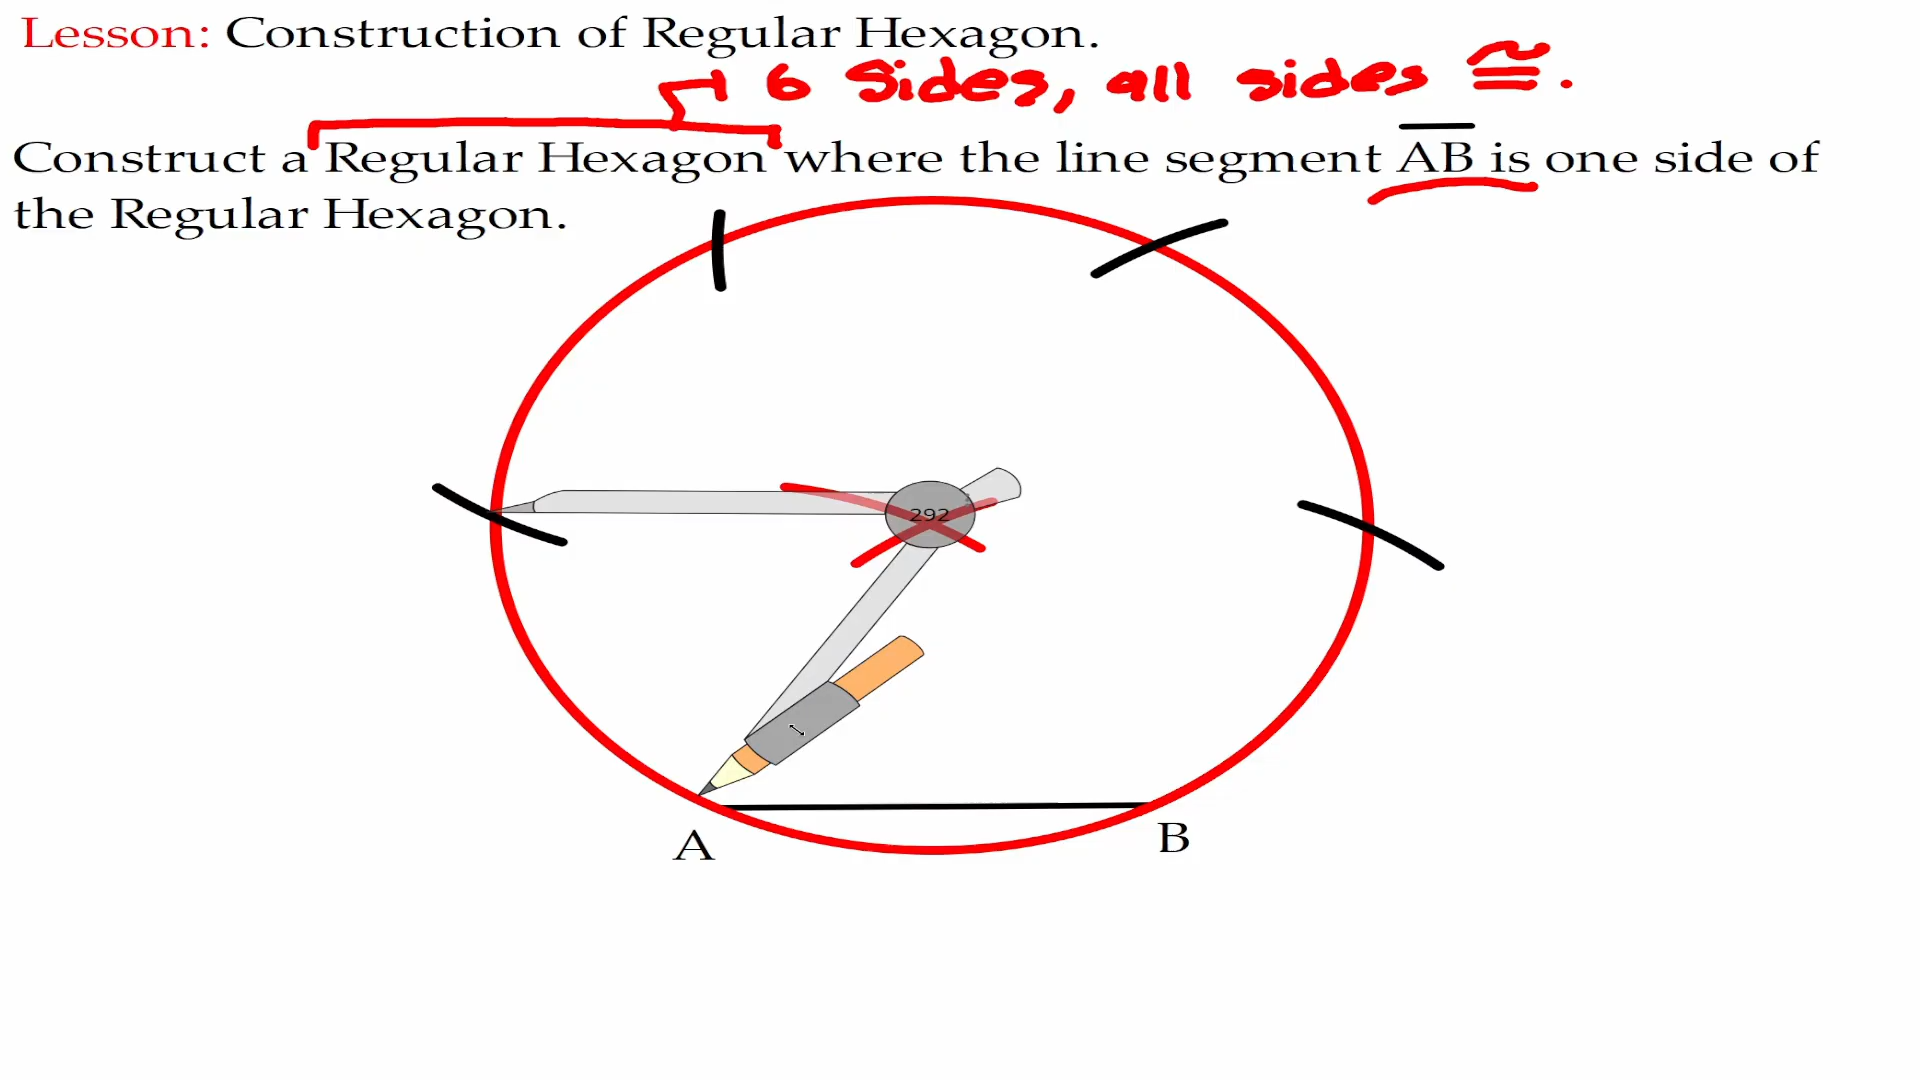 Lesson: Construction of Regular Hexagon.
6 Sides, all sides ≅.
Construct a Regular Hexagon where the line segment AB is one side of
the Regular Hexagon.
292
A
B